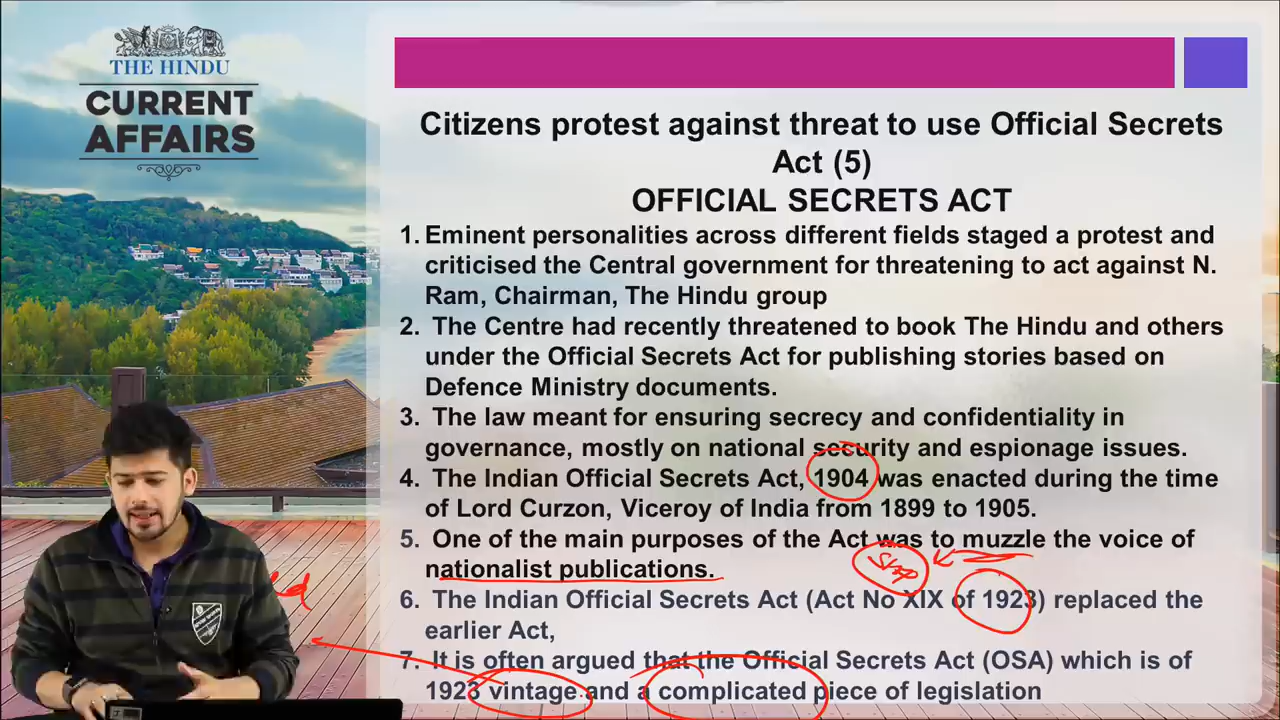 THE HINDU
CURRENT
AFFAIRS
Citizens protest against threat to use Official Secrets
Act (5)
OFFICIAL SECRETS ACT
1. Eminent personalities across different fields staged a protest and
criticised the Central government for threatening to act against N.
Ram, Chairman, The Hindu group
2. The Centre had recently threatened to book The Hindu and others
under the Official Secrets Act for publishing stories based on
Defence Ministry documents.
3. The law meant for ensuring secrecy and confidentiality in
governance, mostly on national security and espionage issues.
4. The Indian Official Secrets Act, 1904 was enacted during the time
of Lord Curzon, Viceroy of India from 1899 to 1905.
5. One of the main purposes of the Act was to muzzle the voice of
nationalist publications.
6. The Indian Official Secrets Act (Act No XIX of 1923) replaced the
earlier Act,
7. It is often argued that the Official Secrets Act (OSA) which is of
1923 vintage and a complicated piece of legislation